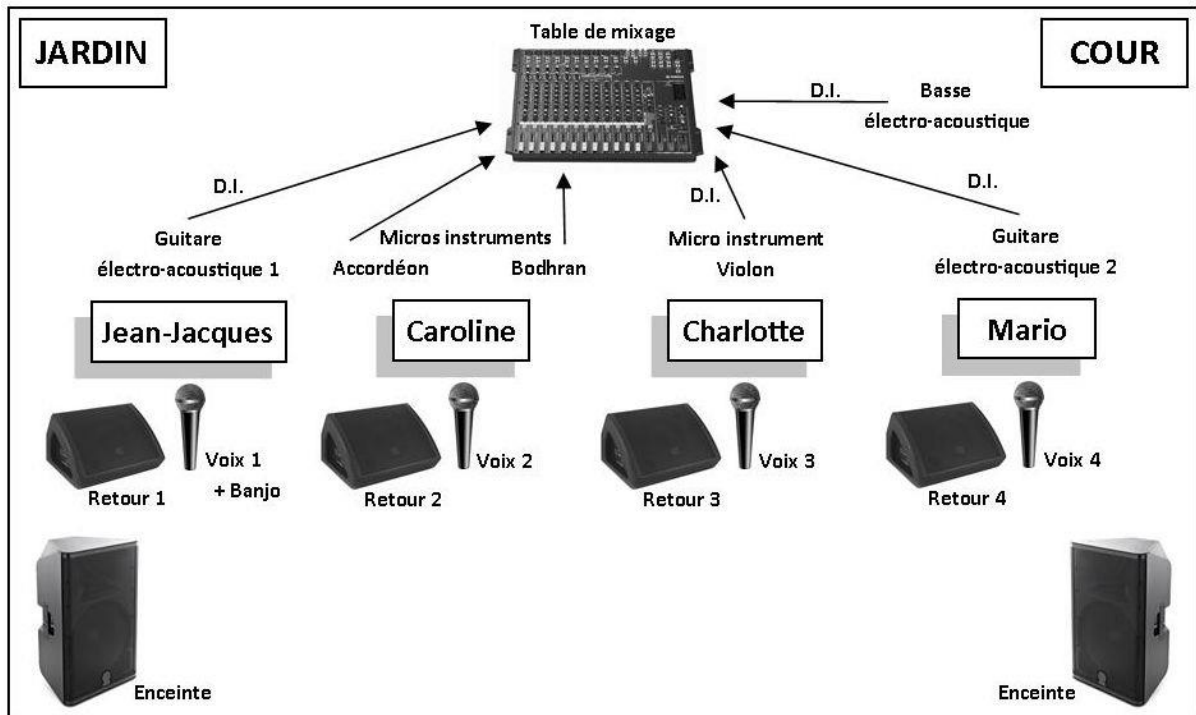 JARDIN
Table de mixage
COUR
D.I.
Basse
électro-acoustique
D.I.
D.I.
D.I.
Guitare
électro-acoustique 1
Micros instruments
Accordéon
Bodhran
Micro instrument
Violon
Guitare
électro-acoustique 2
Jean-Jacques
Caroline
Charlotte
Mario
Voix 1
+ Banjo
Retour 1
Voix 2
Retour 2
Voix 3
Retour 3
Voix 4
Retour 4
Enceinte
Enceinte